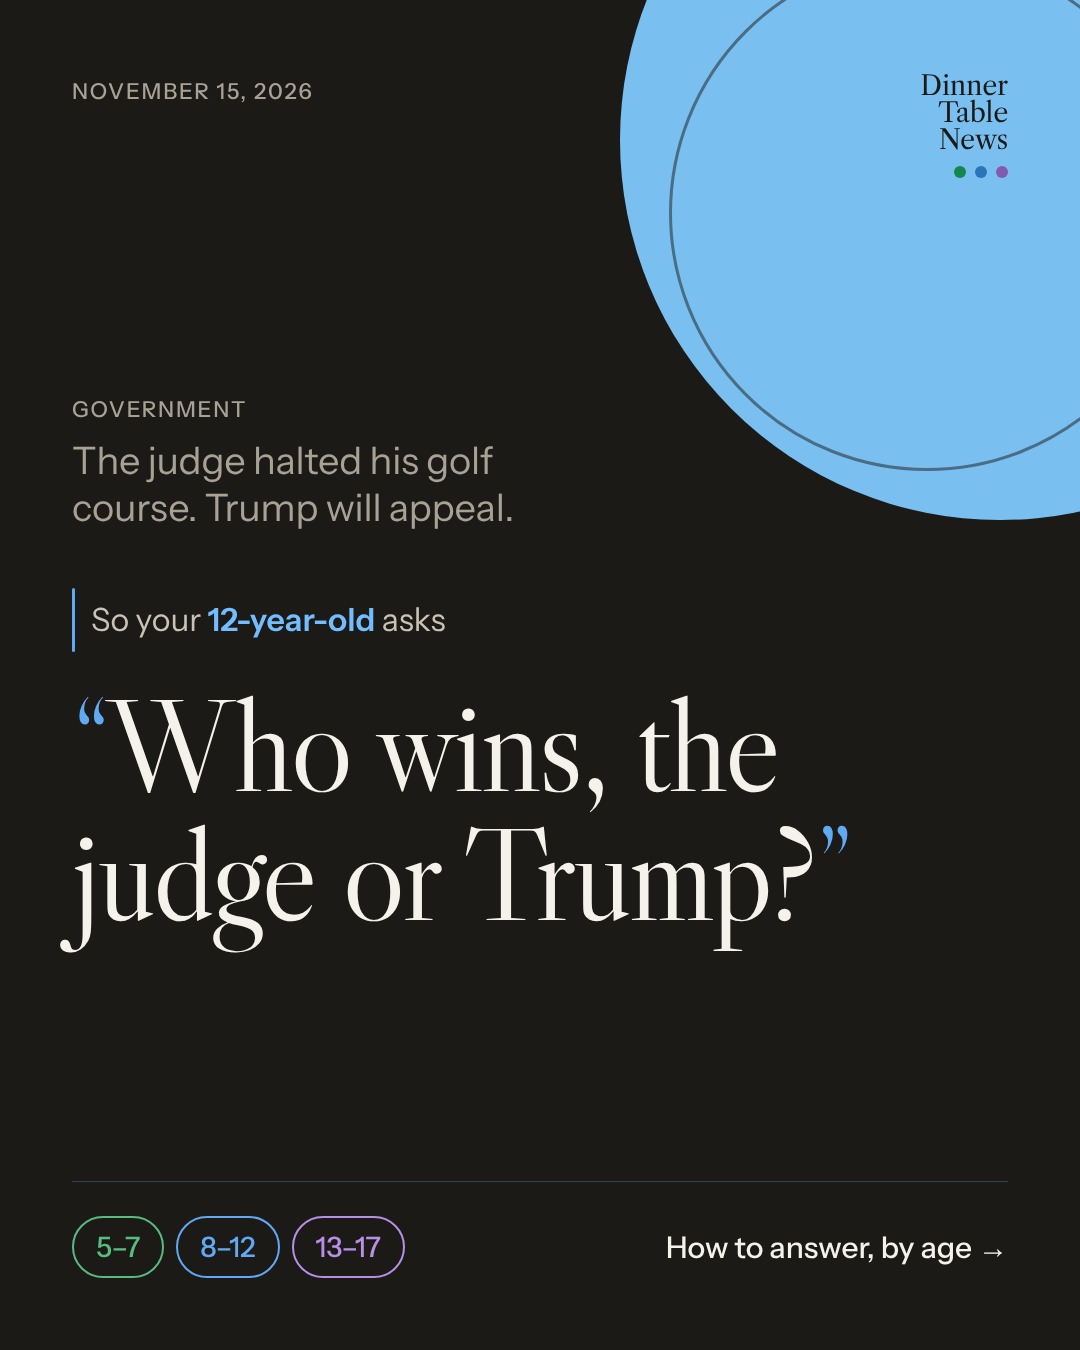 NOVEMBER 15, 2026
Dinner
Table
News
GOVERNMENT
The judge halted his golf
course. Trump will appeal.
So your 12-year-old asks
“Who wins, the
judge or Trump?”
5–7
8–12
13–17
How to answer, by age →